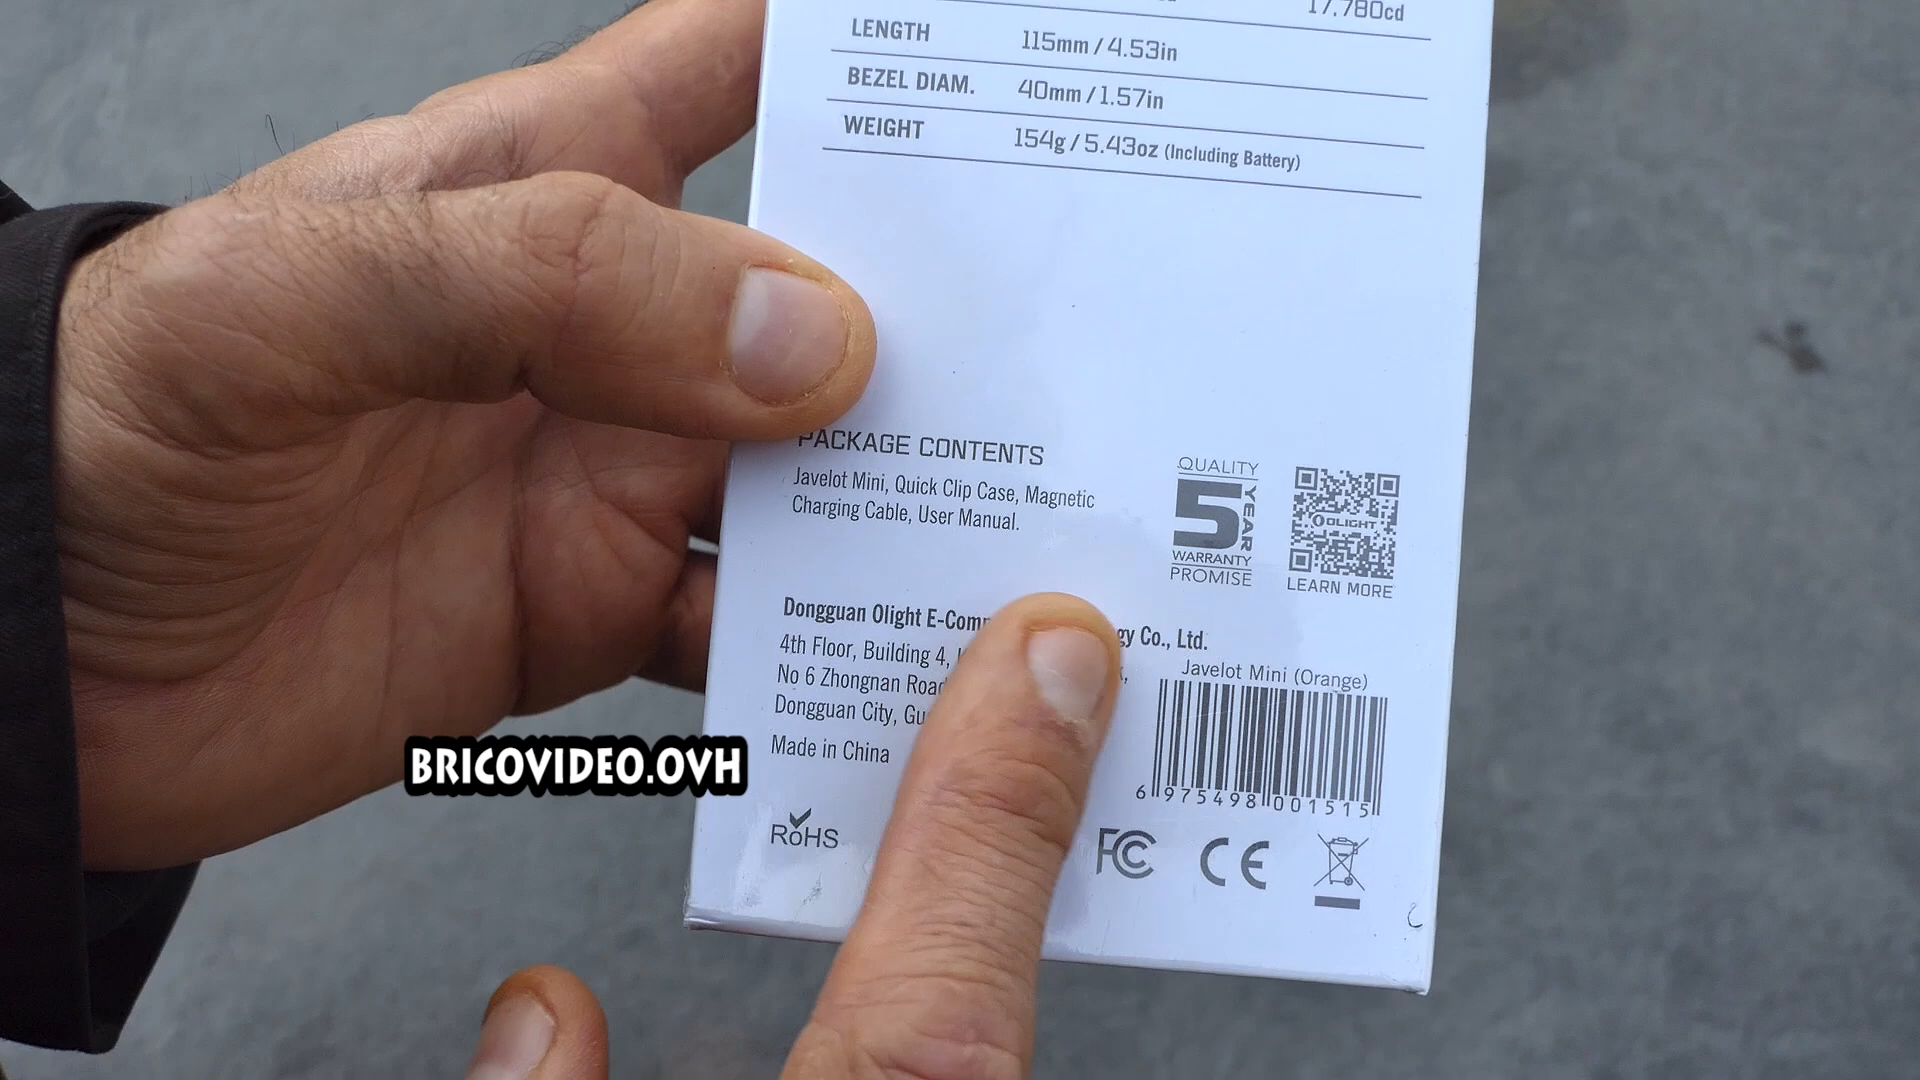 17,780cd
LENGTH 115mm / 4.53in
BEZEL DIAM. 40mm / 1.57in
WEIGHT 154g / 5.43oz (Including Battery)
PACKAGE CONTENTS
Javelot Mini, Quick Clip Case, Magnetic
Charging Cable, User Manual.
QUALITY
5 YEAR
WARRANTY
PROMISE
OLIGHT
LEARN MORE
Dongguan Olight E-Com gy Co., Ltd.
4th Floor, Building 4,
No 6 Zhongnan Road
Dongguan City, Gu
Made in China
Javelot Mini (Orange)
6 975498 001515
BRICOVIDEO.OVH
RoHS
FC CE